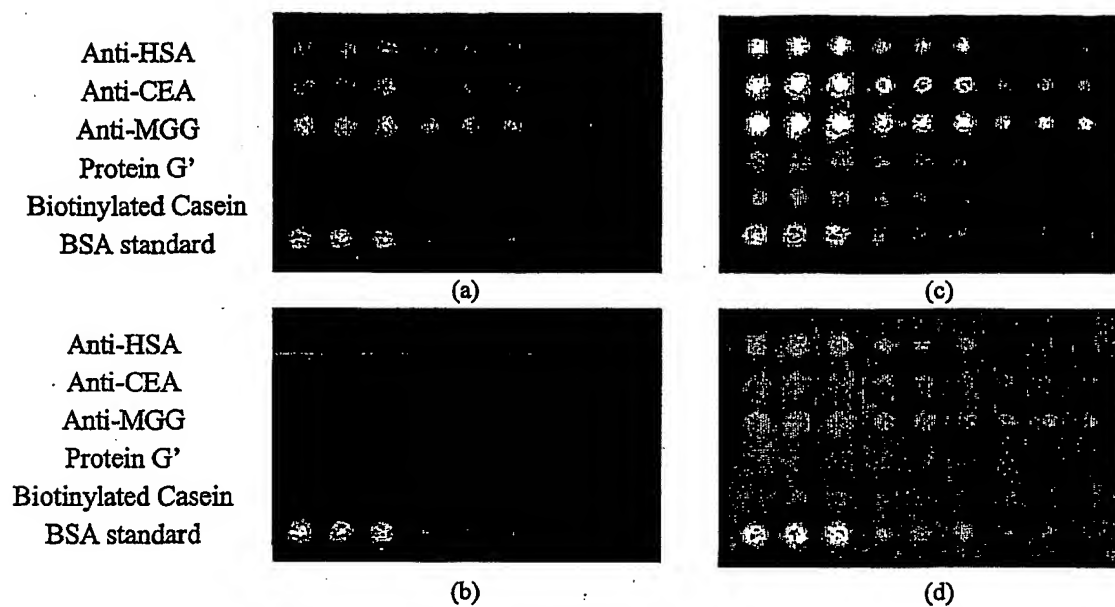 Anti-HSA
Anti-CEA
Anti-MGG
Protein G'
Biotinylated Casein
BSA standard
(a)
(c)
Anti-HSA
Anti-CEA
Anti-MGG
Protein G'
Biotinylated Casein
BSA standard
(b)
(d)